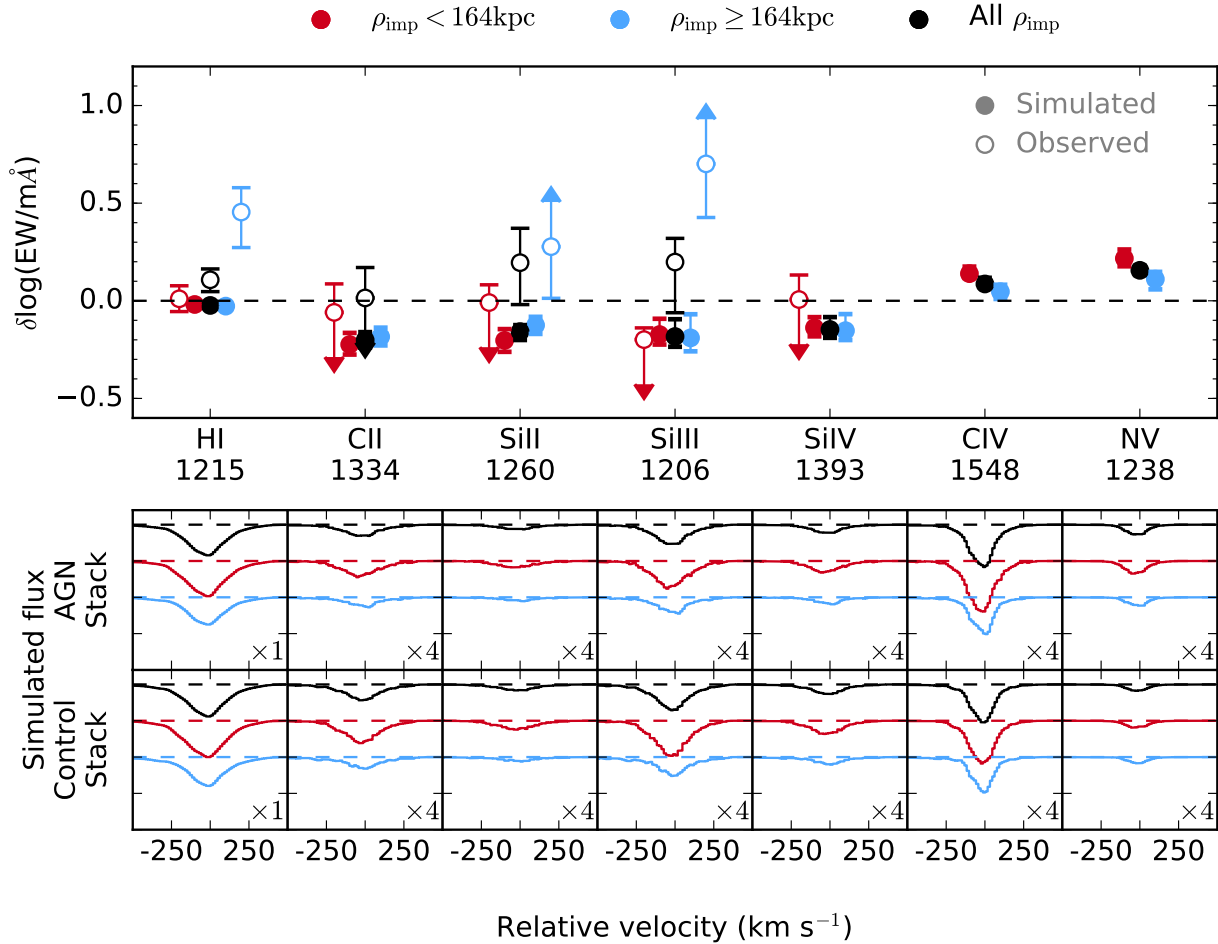 ρimp < 164kpc ρimp ≥ 164kpc All ρimp
Simulated
Observed
δlog(EW/mÅ)
1.0
0.5
0.0
−0.5
HI CII SiII SiIII SiIV CIV NV
1215 1334 1260 1206 1393 1548 1238
Simulated flux
AGN
Stack
×1 ×4 ×4 ×4 ×4 ×4 ×4
Control
Stack
×1 ×4 ×4 ×4 ×4 ×4 ×4
-250 250 -250 250 -250 250 -250 250 -250 250 -250 250 -250 250
Relative velocity (km s⁻¹)